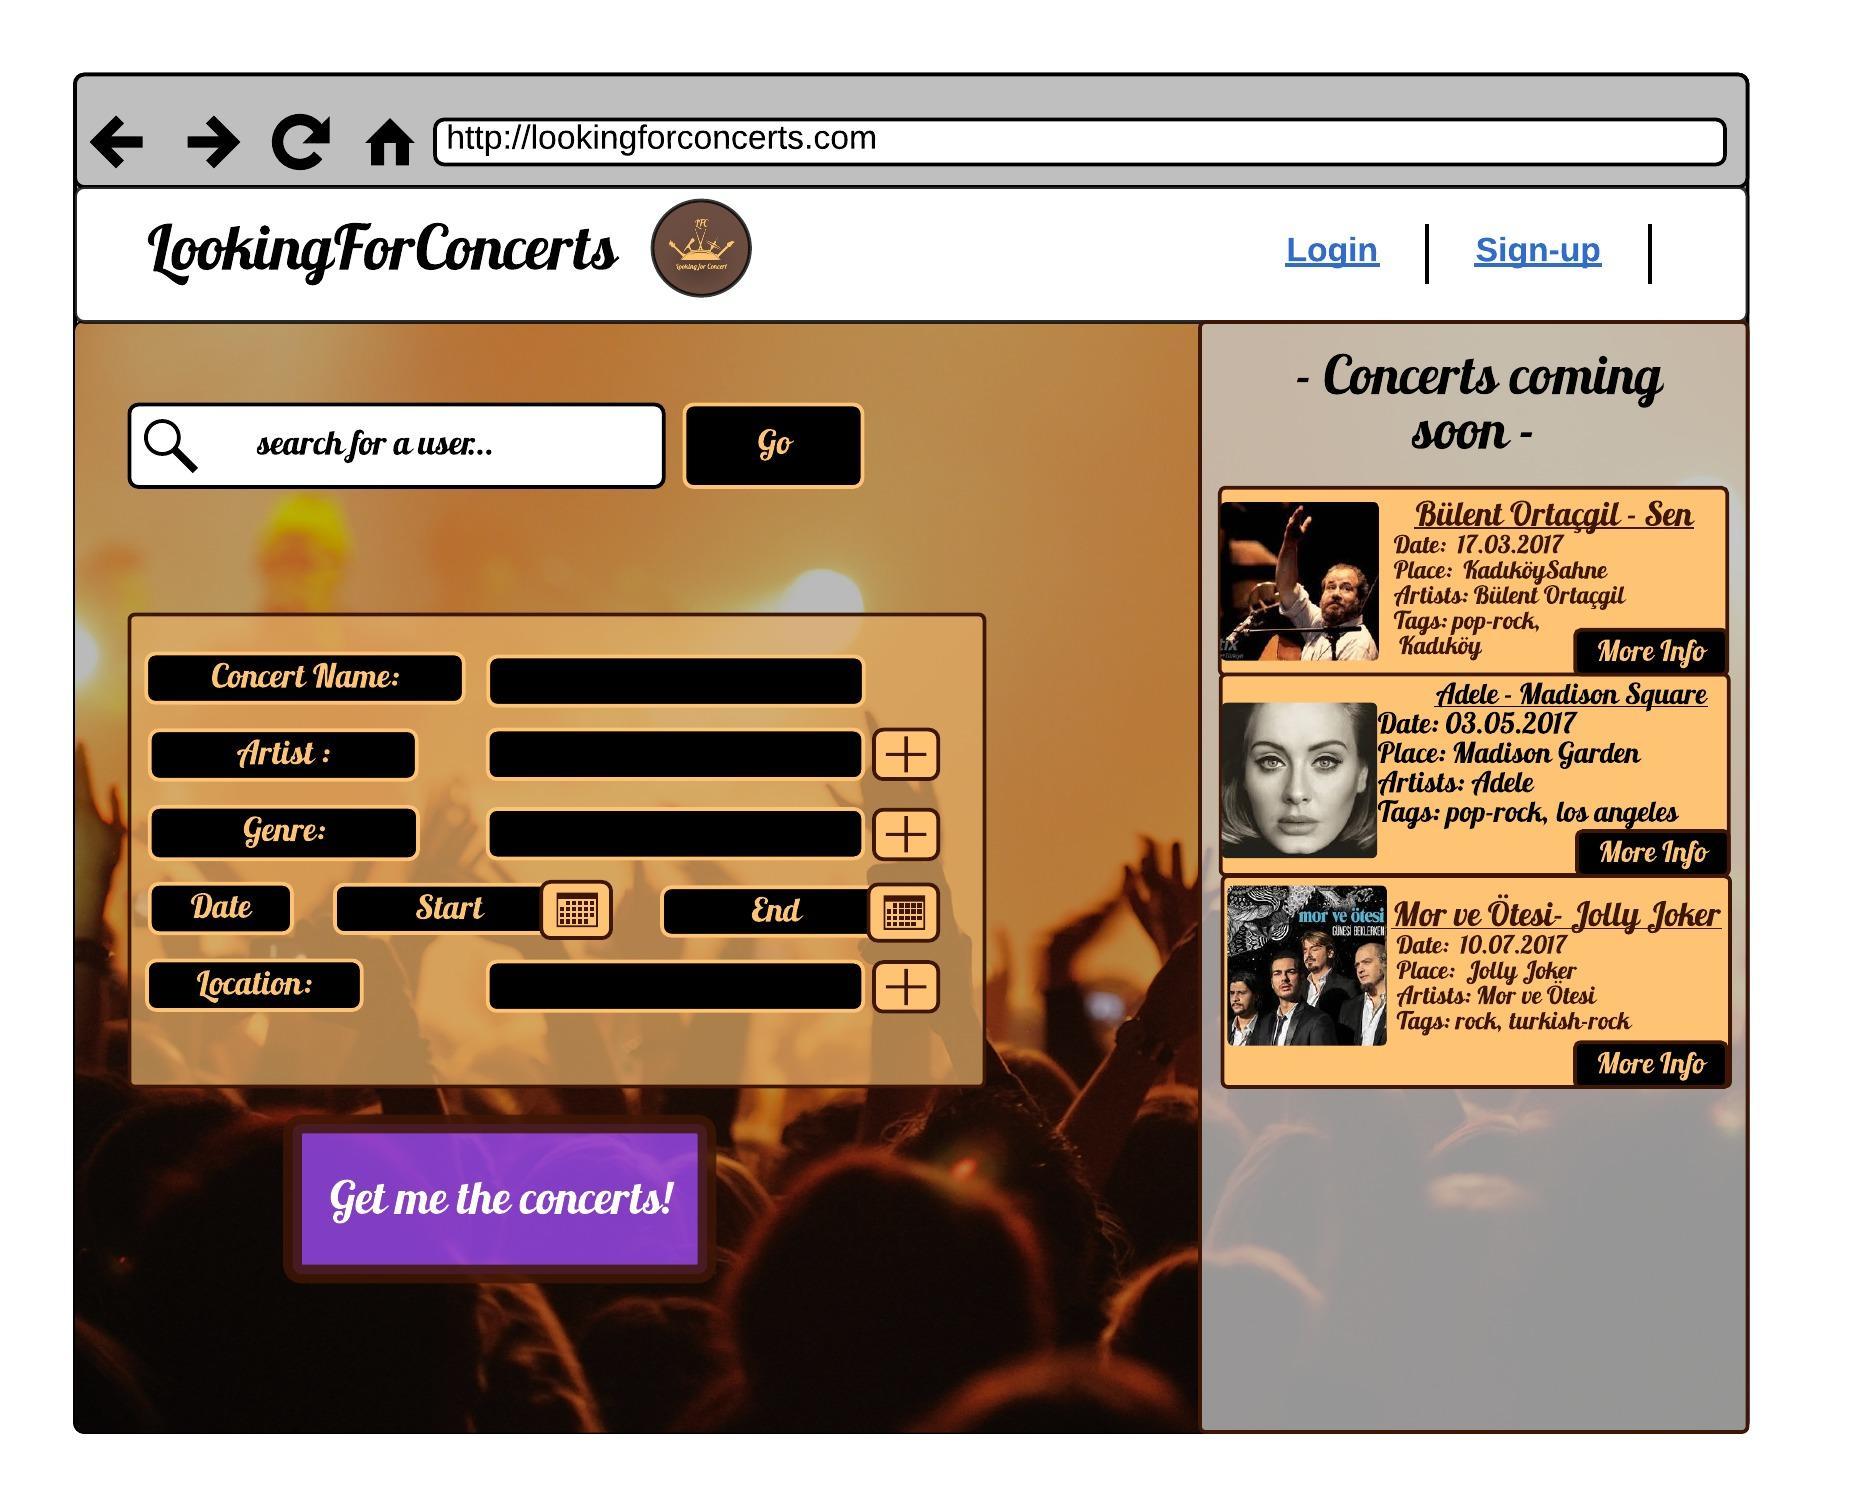 http://lookingforconcerts.com
LookingForConcerts
LFC
Looking for Concert
Login
Sign-up
search for a user...
Go
Concert Name:
Artist :
Genre:
Date
Start
End
Location:
Get me the concerts!
- Concerts coming
soon -
Bülent Ortaçgil - Sen
Date: 17.03.2017
Place: KadıköySahne
Artists: Bülent Ortaçgil
Tags: pop-rock,
Kadıköy
More Info
Adele - Madison Square
Date: 03.05.2017
Place: Madison Garden
Artists: Adele
Tags: pop-rock, los angeles
More Info
mor ve ötesi
GÜNEŞİ BEKLERKEN
Mor ve Ötesi- Jolly Joker
Date: 10.07.2017
Place: Jolly Joker
Artists: Mor ve Ötesi
Tags: rock, turkish-rock
More Info